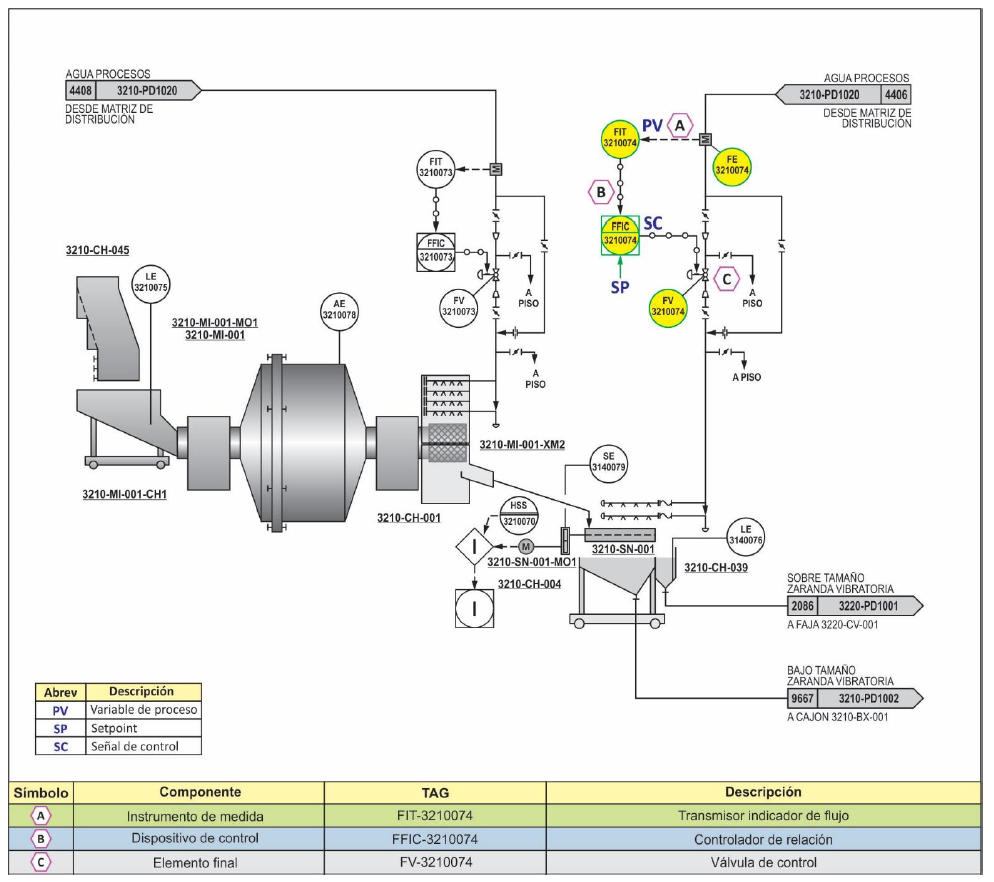 AGUA PROCESOS
4408 3210-PD1020
DESDE MATRIZ DE
DISTRIBUCIÓN
AGUA PROCESOS
3210-PD1020 4406
DESDE MATRIZ DE
DISTRIBUCIÓN
FIT
3210073
M
FFIC
3210073
FV
3210073
A
PISO
A
PISO
FIT
3210074
PV
A
M
FE
3210074
B
FFIC
3210074
SC
SP
FV
3210074
C
A
PISO
A PISO
3210-CH-045
LE
3210075
3210-MI-001-MO1
3210-MI-001
AE
3210078
3210-MI-001-XM2
3210-MI-001-CH1
3210-CH-001
SE
3140079
HSS
3210070
I
M
3210-SN-001
3210-SN-001-MO1
LE
3140076
3210-CH-039
3210-CH-004
I
SOBRE TAMAÑO
ZARANDA VIBRATORIA
2086 3220-PD1001
A FAJA 3220-CV-001
BAJO TAMAÑO
ZARANDA VIBRATORIA
9667 3210-PD1002
A CAJON 3210-BX-001
Abrev Descripción
PV Variable de proceso
SP Setpoint
SC Señal de control
Símbolo Componente TAG Descripción
A Instrumento de medida FIT-3210074 Transmisor indicador de flujo
B Dispositivo de control FFIC-3210074 Controlador de relación
C Elemento final FV-3210074 Válvula de control